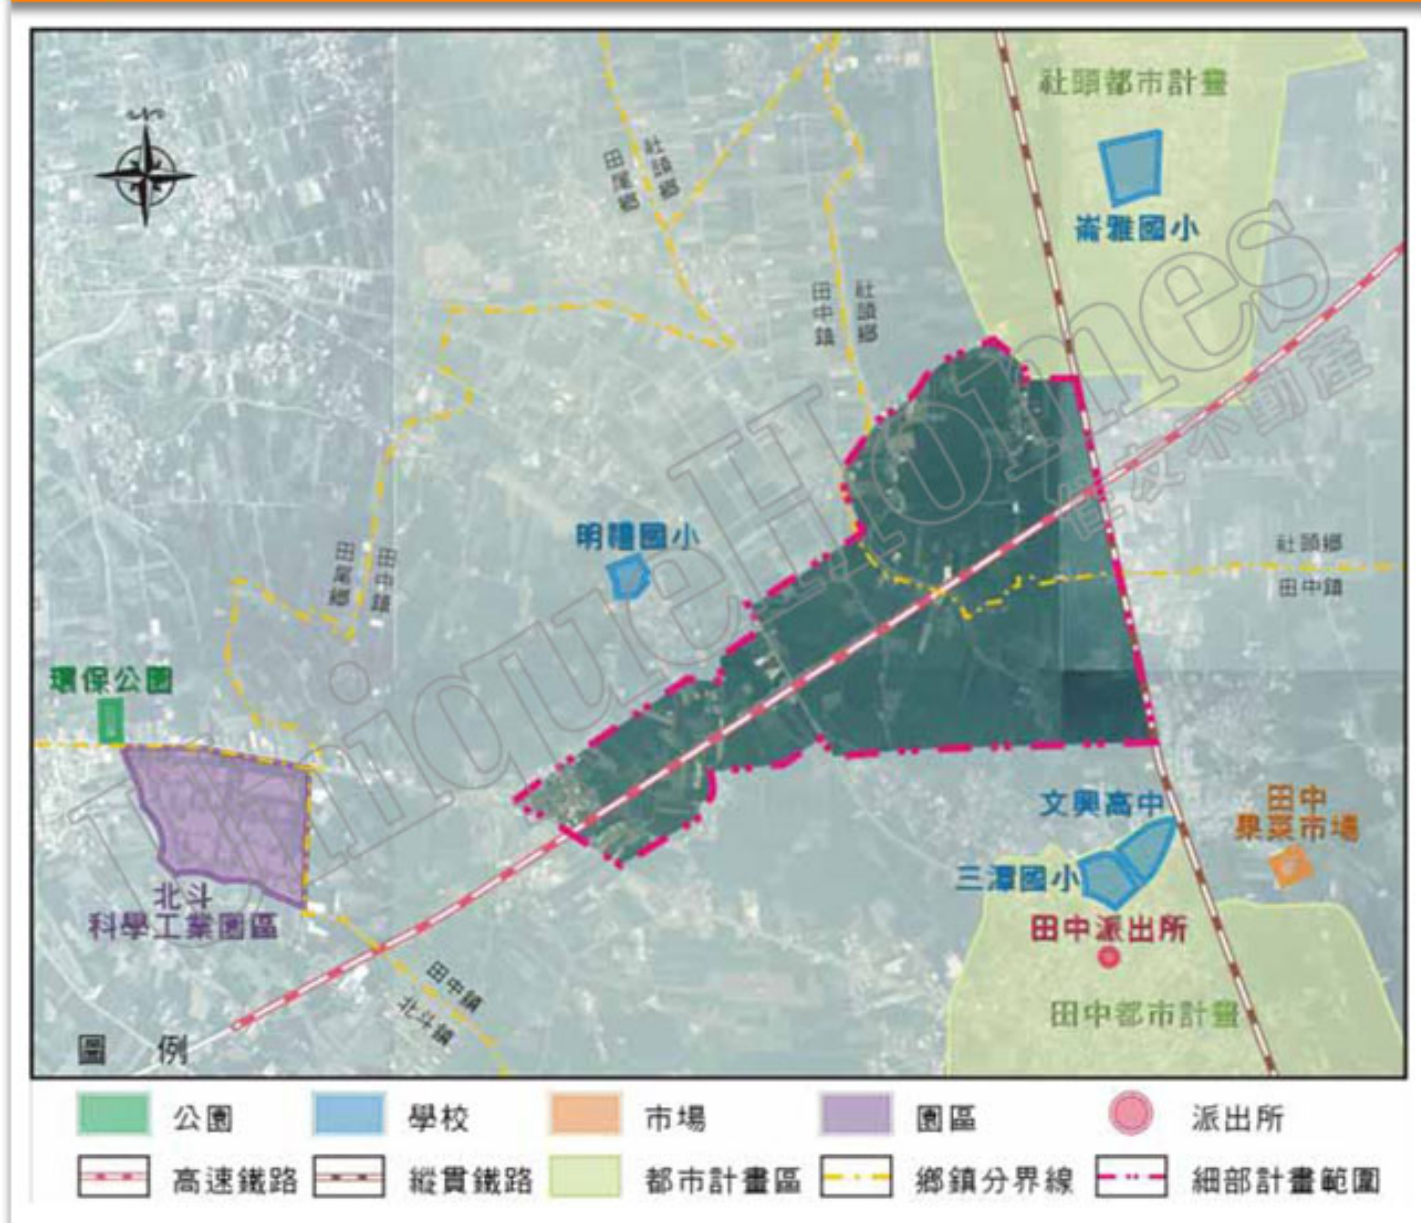 社頭都市計畫
崙雅國小
社頭鄉
田尾鄉
社頭鄉
田中鎮
明禮國小
社頭鄉
田中鎮
田尾鄉
田中鎮
環保公園
UniqueHomes
佳友不動產
北斗
科學工業園區
文興高中
田中
果菜市場
三潭國小
田中派出所
田中都市計畫
田中鎮
北斗鎮
圖 例
公園
學校
市場
園區
派出所
高速鐵路
縱貫鐵路
都市計畫區
鄉鎮分界線
細部計畫範圍